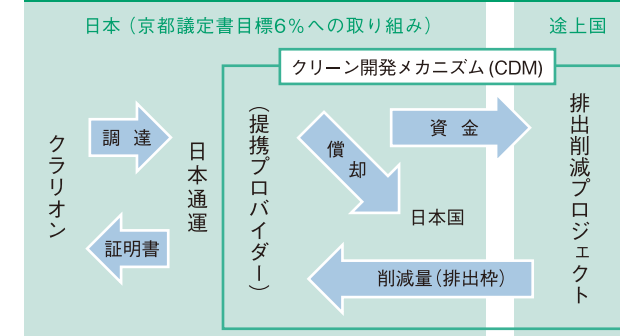 日本（京都議定書目標6％への取り組み）
途上国
クリーン開発メカニズム(CDM)
クラリオン
調達
証明書
日本通運
（提携プロバイダー）
償却
資金
日本国
削減量（排出枠）
排出削減プロジェクト